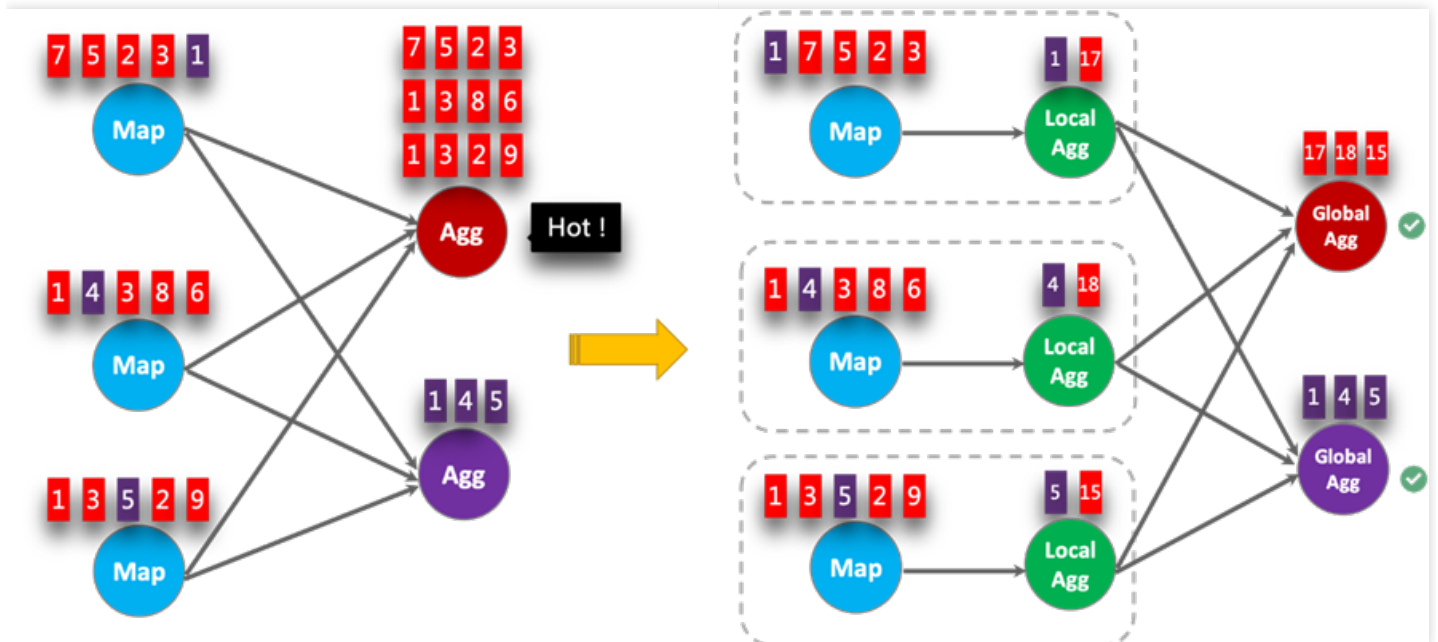 7 5 2 3 1
Map
7 5 2 3
1 3 8 6
1 3 2 9
Agg
Hot !
1 4 3 8 6
Map
1 4 5
Agg
1 3 5 2 9
Map
1 7 5 2 3
Map
1 17
Local
Agg
17 18 15
Global
Agg
1 4 3 8 6
Map
4 18
Local
Agg
1 4 5
Global
Agg
1 3 5 2 9
Map
5 15
Local
Agg